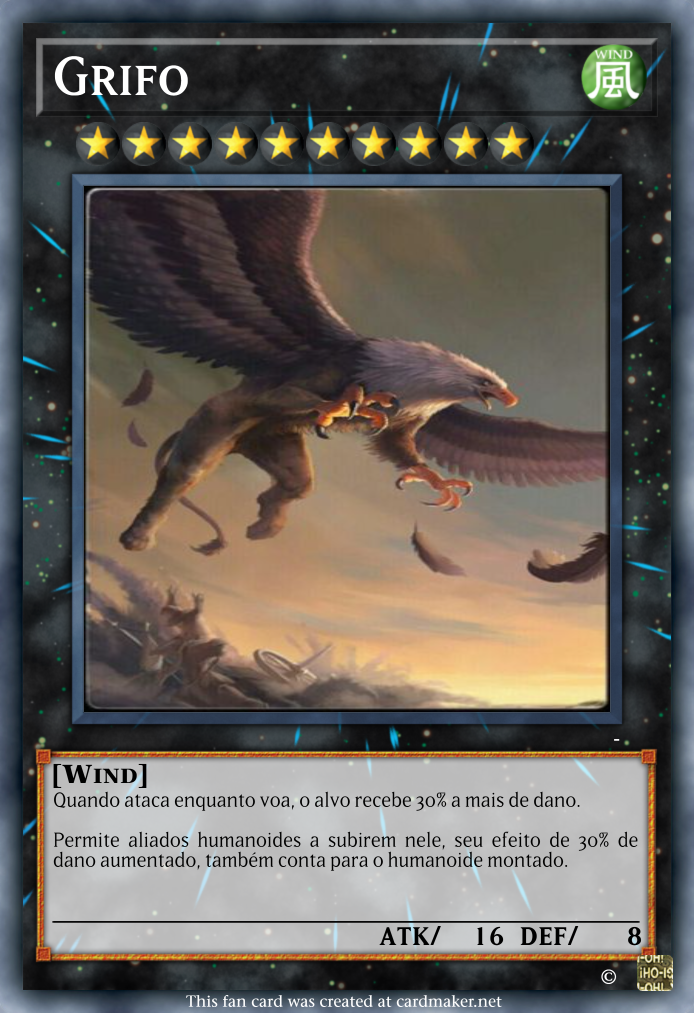 Grifo
WIND
風
[Wind]
Quando ataca enquanto voa, o alvo recebe 30% a mais de dano.
Permite aliados humanoides a subirem nele, seu efeito de 30% de
dano aumentado, também conta para o humanoide montado.
ATK/ 16 DEF/ 8
©
This fan card was created at cardmaker.net